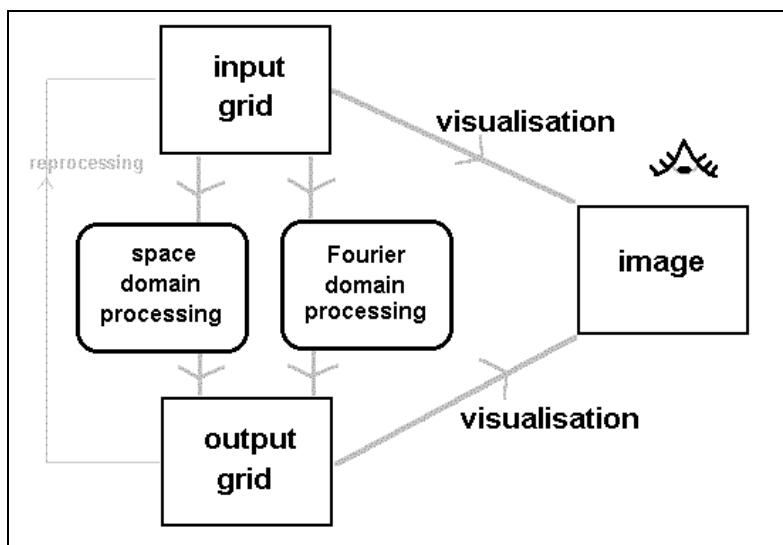 input
grid
visualisation
reprocessing
space
domain
processing
Fourier
domain
processing
image
output
grid
visualisation